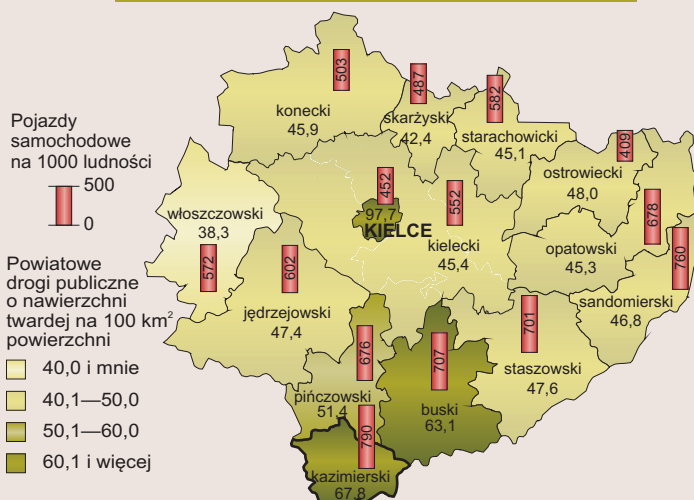 Pojazdy
samochodowe
na 1000 ludności
500
0
Powiatowe
drogi publiczne
o nawierzchni
twardej na 100 km²
powierzchni
40,0 i mnie
40,1—50,0
50,1—60,0
60,1 i więcej
503
konecki
45,9
487
skarżyski
42,4
582
starachowicki
45,1
409
ostrowiecki
48,0
włoszczowski
38,3
572
452
97,7
KIELCE
552
kielecki
45,4
678
opatowski
45,3
760
sandomierski
46,8
602
jędrzejowski
47,4
701
staszowski
47,6
676
pińczowski
51,4
707
buski
63,1
790
kazimierski
67,8